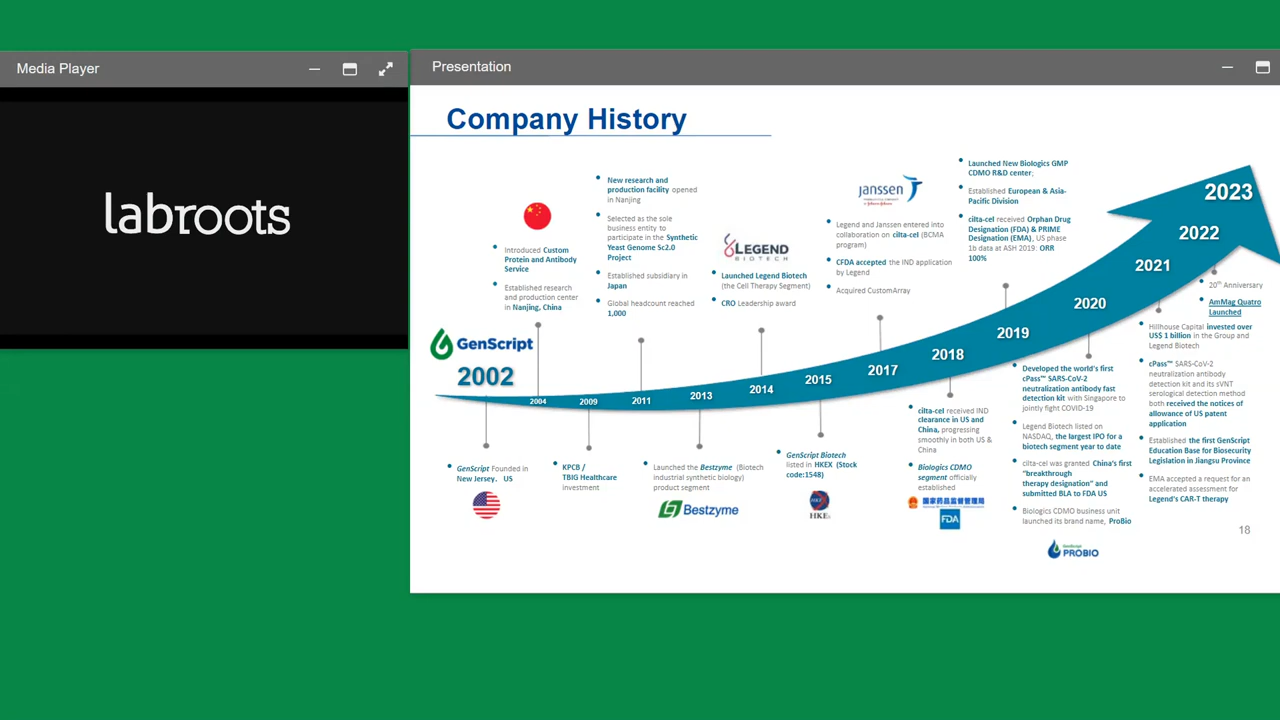 Media Player
labroots
Presentation
Company History
GenScript
2002
2004
2009
2011
2013
2014
2015
2017
2018
2019
2020
2021
2022
2023
GenScript Founded in
New Jersey, US
Introduced Custom
Protein and Antibody
Service
Established research
and production center
in Nanjing, China
KPCB /
TBIG Healthcare
investment
New research and
production facility opened
in Nanjing
Selected as the sole
business entity to
participate in the Synthetic
Yeast Genome Sc2.0
Project
Established subsidiary in
Japan
Global headcount reached
1,000
Launched the Bestzyme (Biotech
industrial synthetic biology)
product segment
Bestzyme
LEGEND
BIOTECH
Launched Legend Biotech
(the Cell Therapy Segment)
CRO Leadership award
GenScript Biotech
listed in HKEX (Stock
code:1548)
HKEx
janssen
Legend and Janssen entered into
collaboration on cilta-cel (BCMA
program)
CFDA accepted the IND application
by Legend
Acquired CustomArray
cilta-cel received IND
clearance in US and
China, progressing
smoothly in both US &
China
Biologics CDMO
segment officially
established
国家药品监督管理局
FDA
Launched New Biologics GMP
CDMO R&D center;
Established European & Asia-
Pacific Division
cilta-cel received Orphan Drug
Designation (FDA) & PRIME
Designation (EMA), US phase
1b data at ASH 2019: ORR
100%
Developed the world's first
cPass™ SARS-CoV-2
neutralization antibody fast
detection kit with Singapore to
jointly fight COVID-19
Legend Biotech listed on
NASDAQ, the largest IPO for a
biotech segment year to date
cilta-cel was granted China's first
"breakthrough
therapy designation" and
submitted BLA to FDA US
Biologics CDMO business unit
launched its brand name, ProBio
GenScript
PROBIO
Hillhouse Capital invested over
US$ 1 billion in the Group and
Legend Biotech
cPass™ SARS-CoV-2
neutralization antibody
detection kit and its sVNT
serological detection method
both received the notices of
allowance of US patent
application
Established the first GenScript
Education Base for Biosecurity
Legislation in Jiangsu Province
EMA accepted a request for an
accelerated assessment for
Legend's CAR-T therapy
20th Anniversary
AmMag Quatro
Launched
18